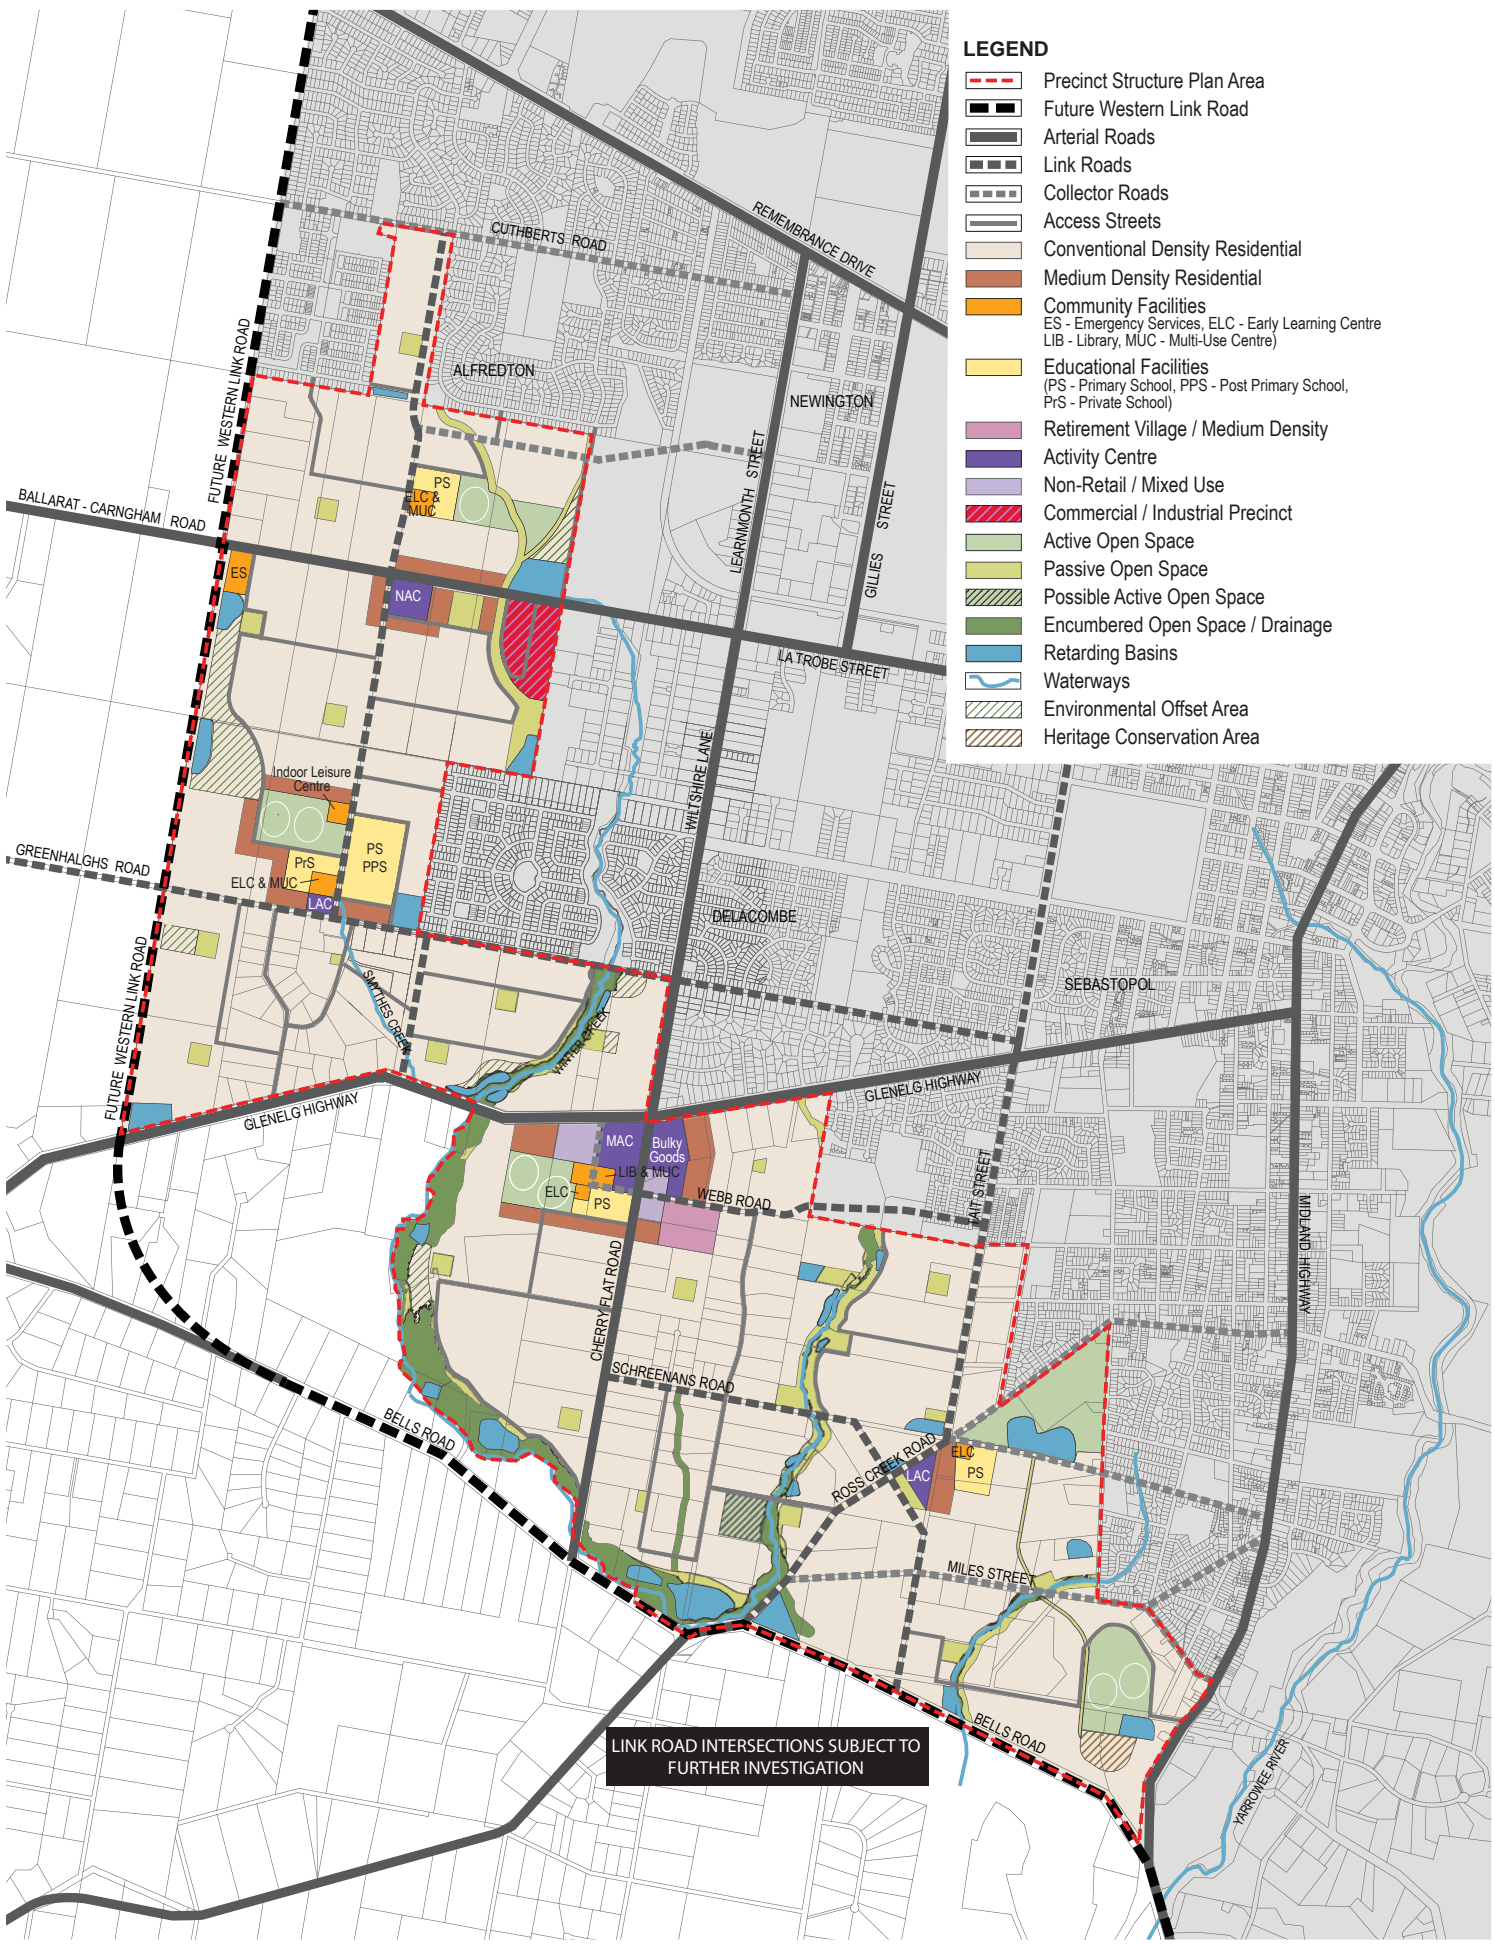 LEGEND
Precinct Structure Plan Area
Future Western Link Road
Arterial Roads
Link Roads
Collector Roads
Access Streets
Conventional Density Residential
Medium Density Residential
Community Facilities
ES - Emergency Services, ELC - Early Learning Centre
LIB - Library, MUC - Multi-Use Centre)
Educational Facilities
(PS - Primary School, PPS - Post Primary School,
PrS - Private School)
Retirement Village / Medium Density
Activity Centre
Non-Retail / Mixed Use
Commercial / Industrial Precinct
Active Open Space
Passive Open Space
Possible Active Open Space
Encumbered Open Space / Drainage
Retarding Basins
Waterways
Environmental Offset Area
Heritage Conservation Area
REMEMBRANCE DRIVE
CUTHBERTS ROAD
FUTURE WESTERN LINK ROAD
ALFREDTON
NEWINGTON
LEARNMONTH STREET
GILLIES STREET
BALLARAT - CARNGHAM ROAD
PS
ELC &
MUC
ES
NAC
LA TROBE STREET
WILTSHIRE LANE
Indoor Leisure
Centre
PS
PPS
PrS
ELC & MUC
LAC
GREENHALGHS ROAD
DELACOMBE
SEBASTOPOL
SMYTHES CREEK
WINTER CREEK
FUTURE WESTERN LINK ROAD
GLENELG HIGHWAY
GLENELG HIGHWAY
MAC
Bulky
Goods
LIB & MUC
ELC
PS
WEBB ROAD
TAIT STREET
MIDLAND HIGHWAY
CHERRY FLAT ROAD
SCHREENANS ROAD
BELLS ROAD
ROSS CREEK ROAD
ELC
LAC
PS
MILES STREET
BELLS ROAD
YARROWEE RIVER
LINK ROAD INTERSECTIONS SUBJECT TO
FURTHER INVESTIGATION